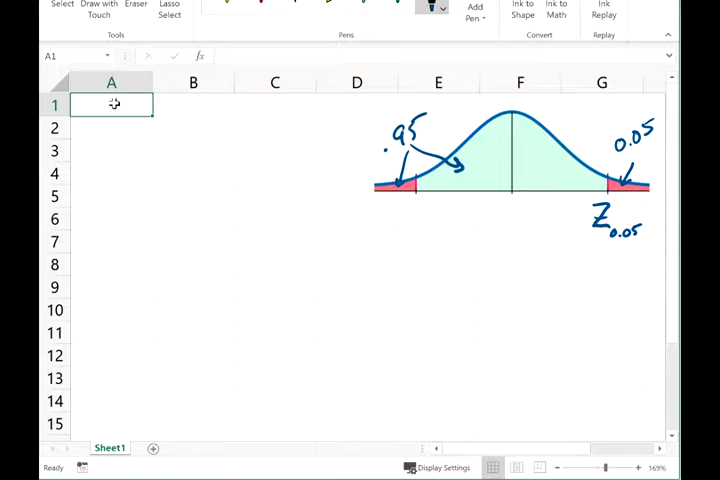 Select Draw with Touch Eraser Lasso Select Add Pen Ink to Shape Ink to Math Ink Replay
Tools Pens Convert Replay
A1 fx
A B C D E F G
1
2
3
4
5
6
7
8
9
10
11
12
13
14
15
.95
0.05
Z0.05
Sheet1
Ready Display Settings 169%